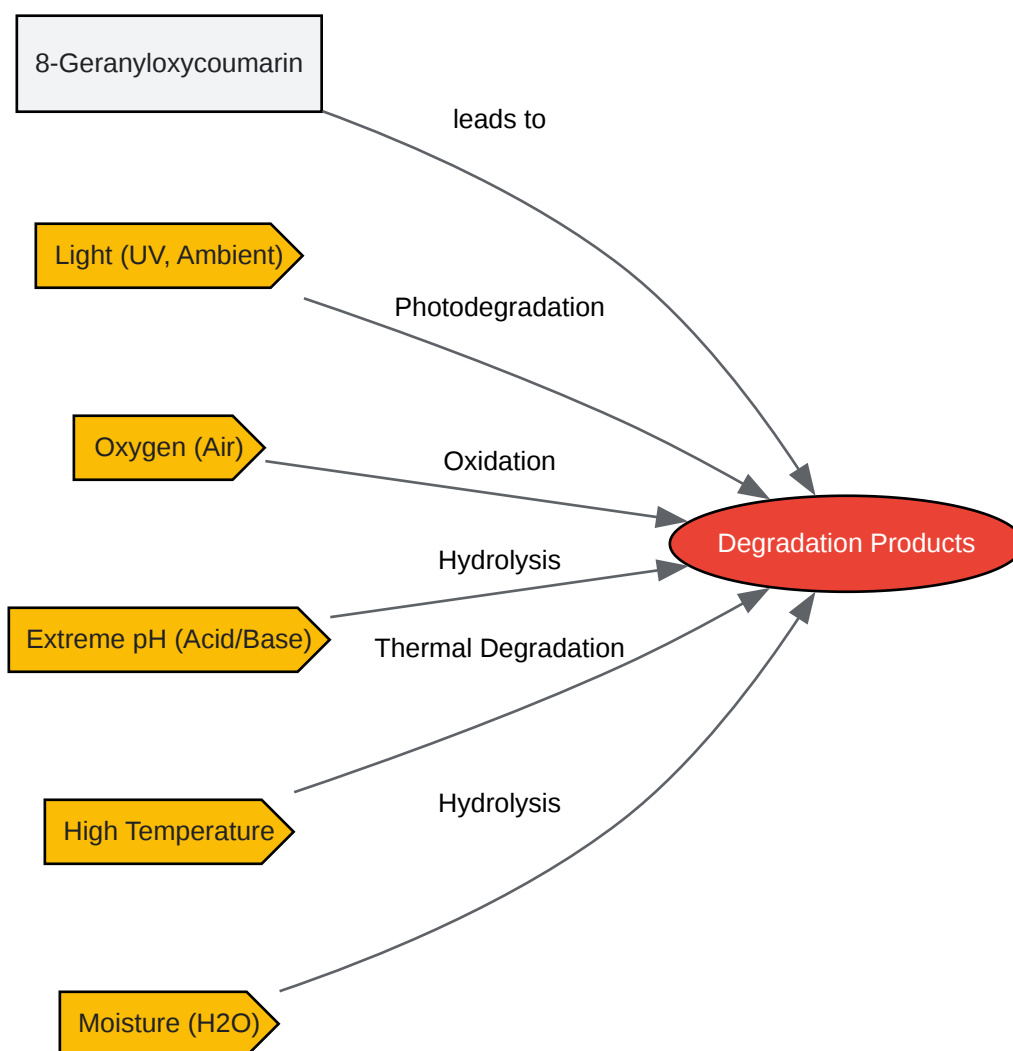 8-Geranyloxycoumarin
leads to
Light (UV, Ambient)
Photodegradation
Oxygen (Air)
Oxidation
Degradation Products
Hydrolysis
Extreme pH (Acid/Base)
Thermal Degradation
High Temperature
Hydrolysis
Moisture (H2O)